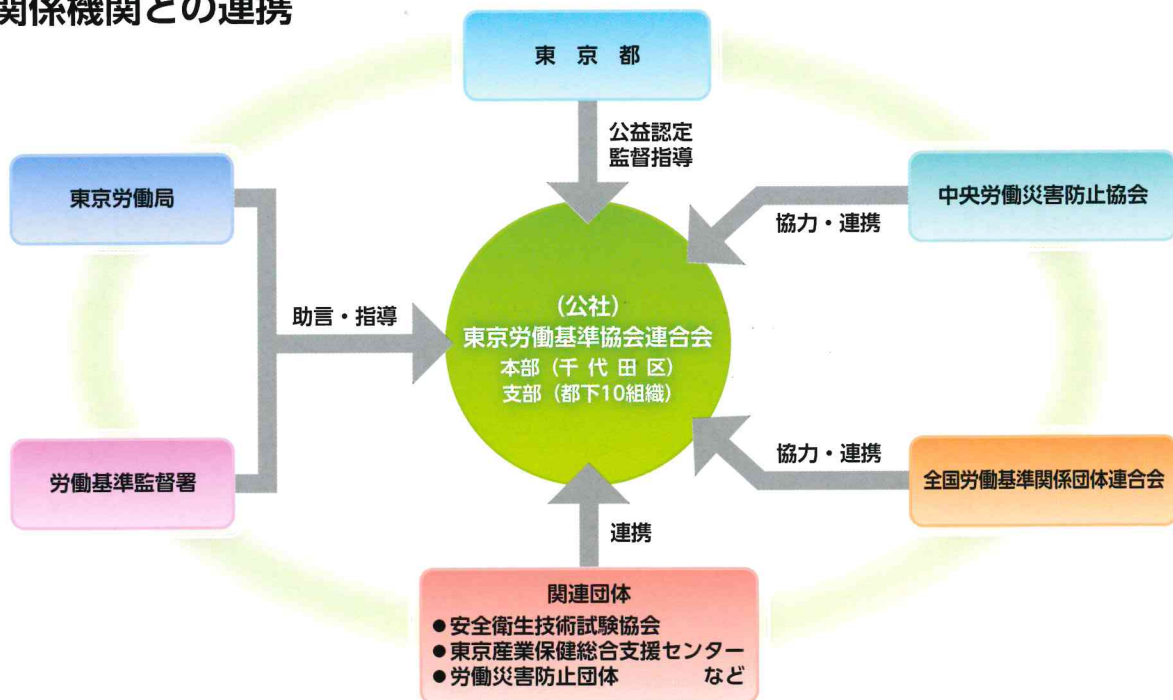 関係機関との連携
東 京 都
公益認定
監督指導
東京労働局
中央労働災害防止協会
協力・連携
助言・指導
(公社)
東京労働基準協会連合会
本部(千 代 田 区)
支部(都下10組織)
労働基準監督署
協力・連携
全国労働基準関係団体連合会
連携
関連団体
●安全衛生技術試験協会
●東京産業保健総合支援センター
●労働災害防止団体 など